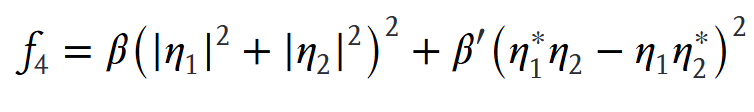 f₄ = β(|η₁|² + |η₂|²)² + β′(η₁*η₂ − η₁η₂*)²